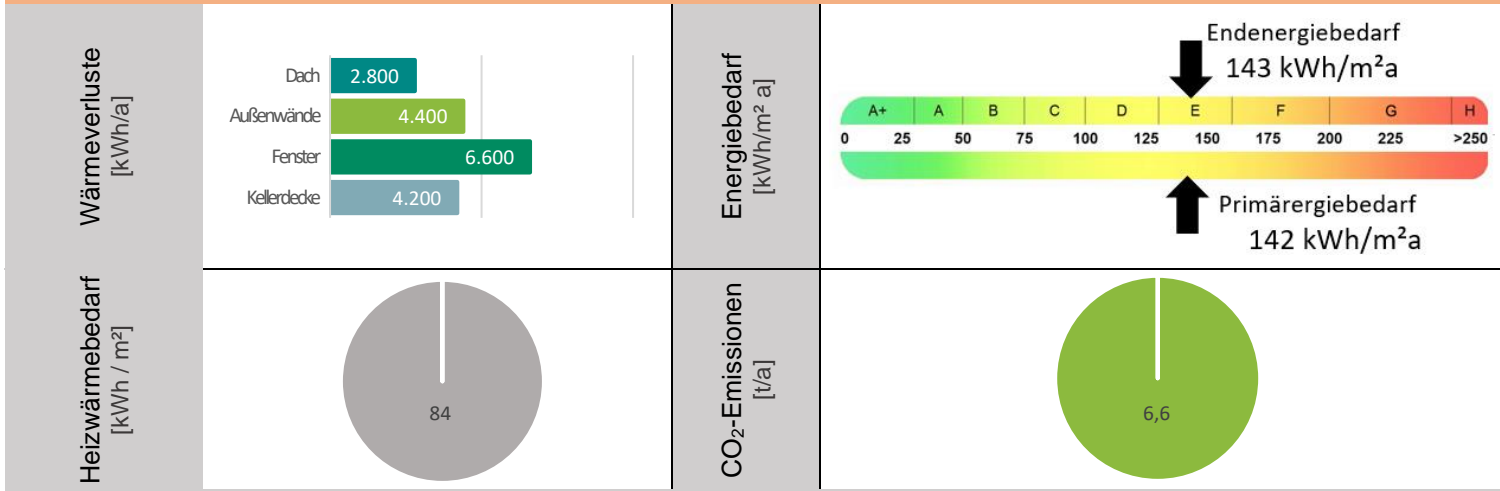 Wärmeverluste
[kWh/a]
Dach
2.800
Außenwände
4.400
Fenster
6.600
Kellerdecke
4.200
Energiebedarf
[kWh/m² a]
Endenergiebedarf
143 kWh/m²a
A+ A B C D E F G H
0 25 50 75 100 125 150 175 200 225 >250
Primärergiebedarf
142 kWh/m²a
Heizwärmebedarf
[kWh / m²]
84
CO₂-Emissionen
[t/a]
6,6